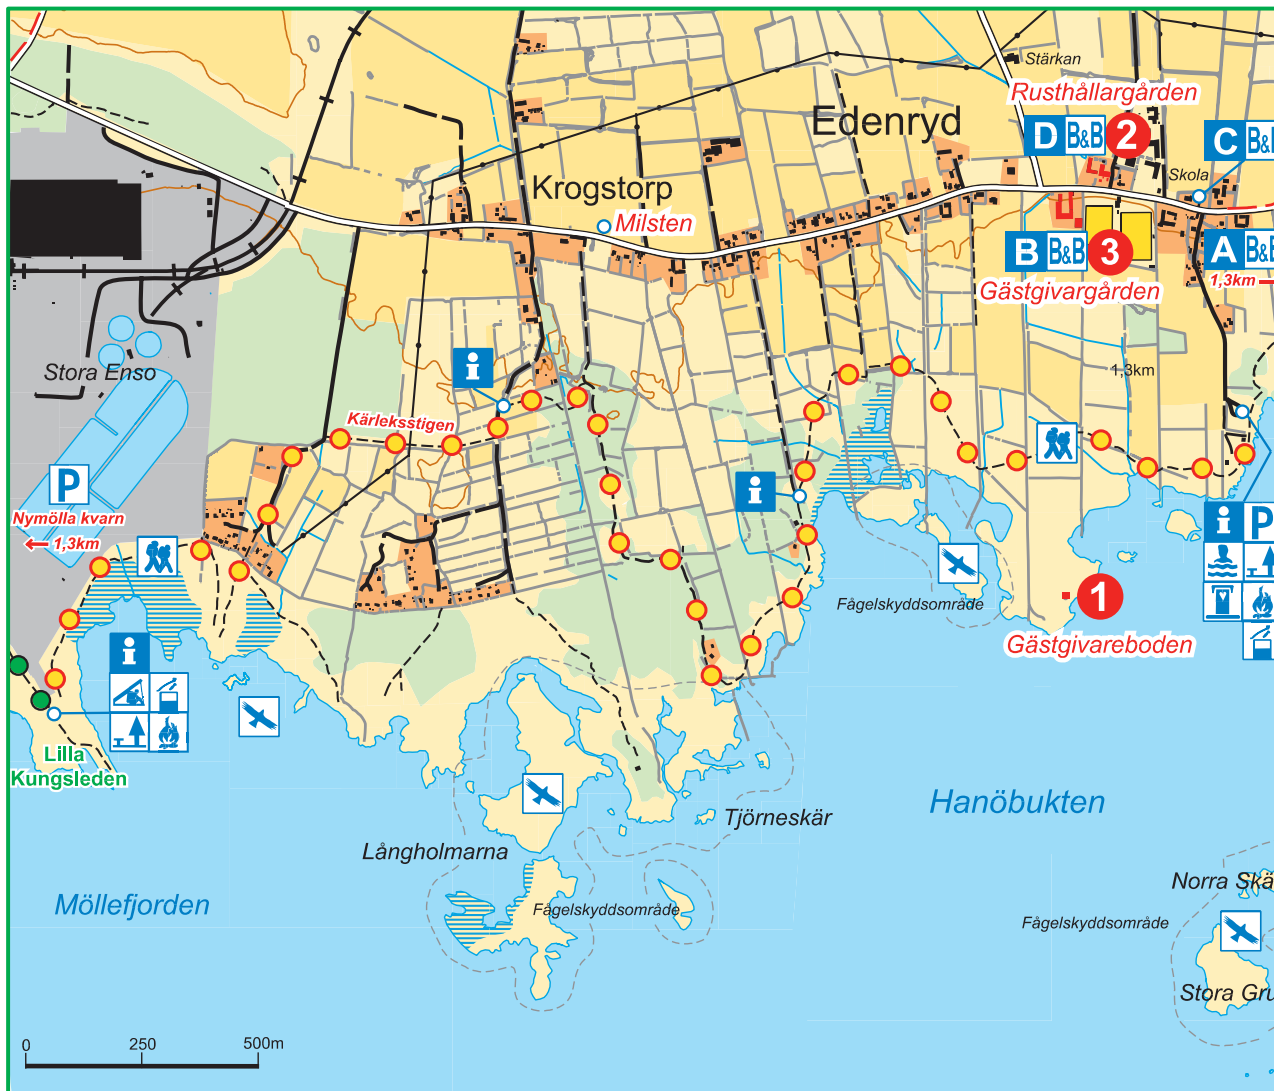 Stärkan
Rusthållargården
Edenryd
D B&B 2
C B&B
Skola
Krogstorp
Milsten
B B&B 3
A B&B
1,3km
Gästgivargården
Stora Enso
i
1,3km
Kärleksstigen
P
Nymölla kvarn
1,3km
i
i P
Fågelskyddsområde
1
Gästgivareboden
i
Lilla
Kungsleden
Hanöbukten
Tjörneskär
Långholmarna
Norra Skä
Möllefjorden
Fågelskyddsområde
Fågelskyddsområde
Stora Gru
0 250 500m